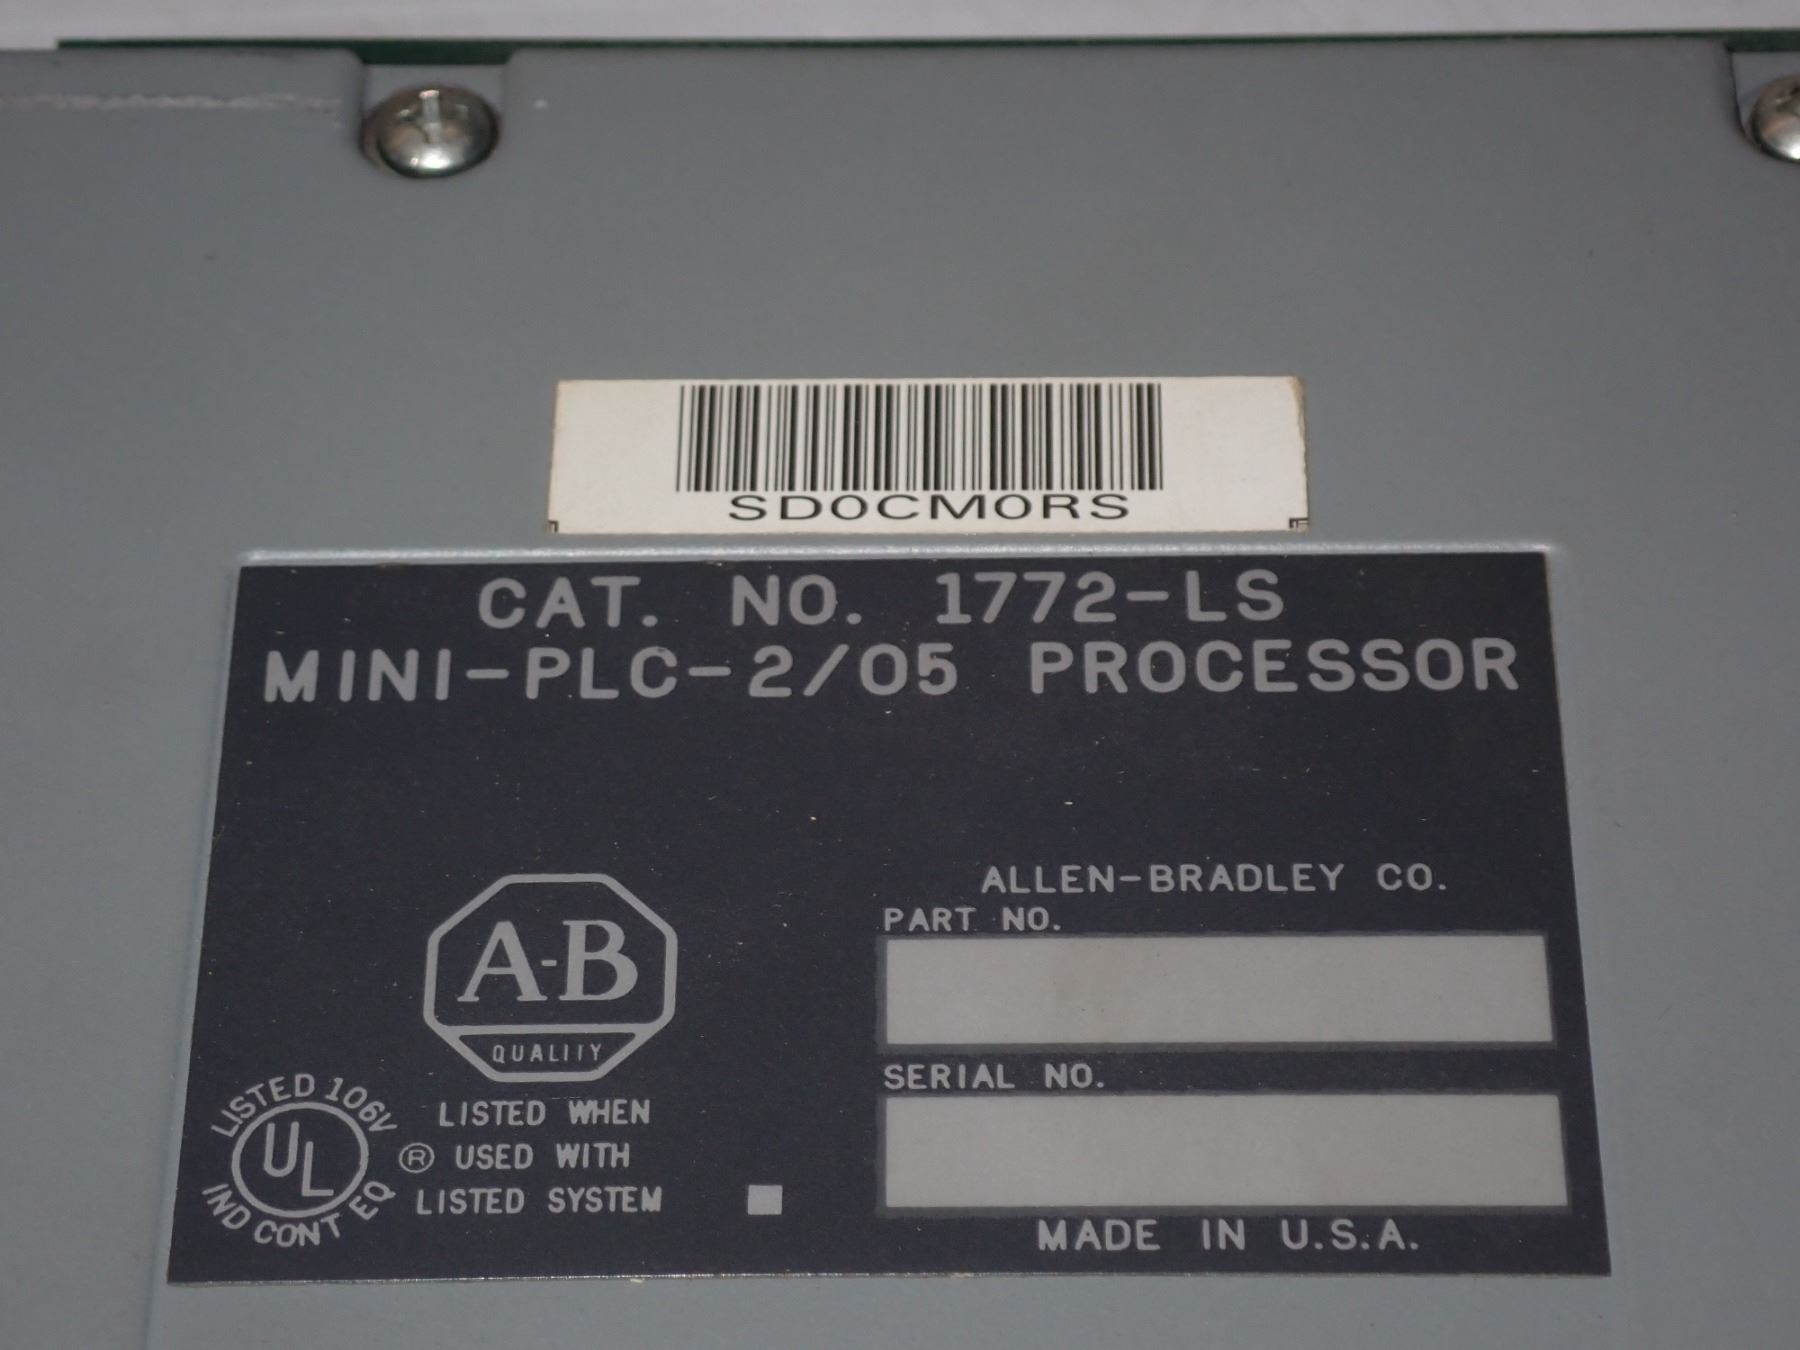 SD0CM0RS
CAT. NO. 1772-LS
MINI-PLC-2/05 PROCESSOR
ALLEN-BRADLEY CO.
PART NO.
A-B
QUALITY
SERIAL NO.
LISTED 106V
UL
IND CONT EQ
®
LISTED WHEN
USED WITH
LISTED SYSTEM
MADE IN U.S.A.